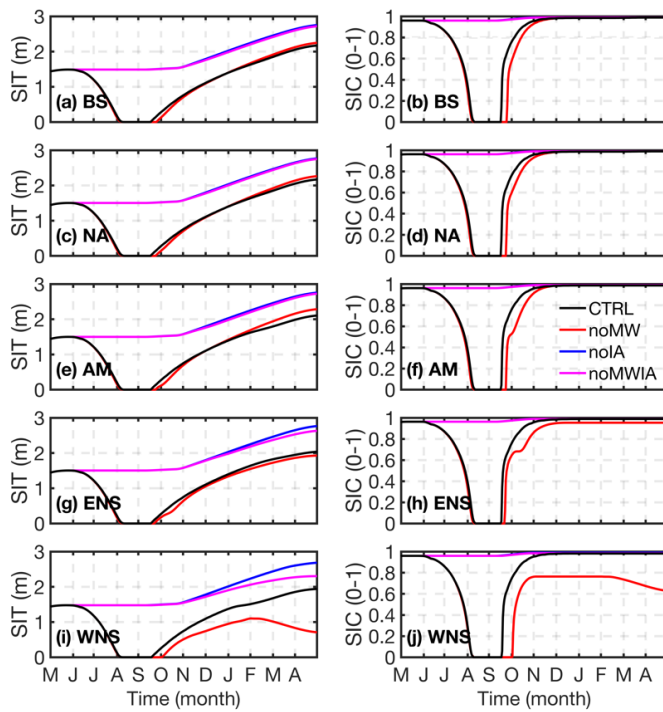 3
2
1
0
SIT (m)
(a) BS
1
0.8
0.6
0.4
0.2
0
SIC (0-1)
(b) BS
3
2
1
0
SIT (m)
(c) NA
1
0.8
0.6
0.4
0.2
0
SIC (0-1)
(d) NA
3
2
1
0
SIT (m)
(e) AM
1
0.8
0.6
0.4
0.2
0
SIC (0-1)
(f) AM
CTRL
noMW
noIA
noMWIA
3
2
1
0
SIT (m)
(g) ENS
1
0.8
0.6
0.4
0.2
0
SIC (0-1)
(h) ENS
3
2
1
0
SIT (m)
(i) WNS
M J J A S O N D J F M A
Time (month)
1
0.8
0.6
0.4
0.2
0
SIC (0-1)
(j) WNS
M J J A S O N D J F M A
Time (month)